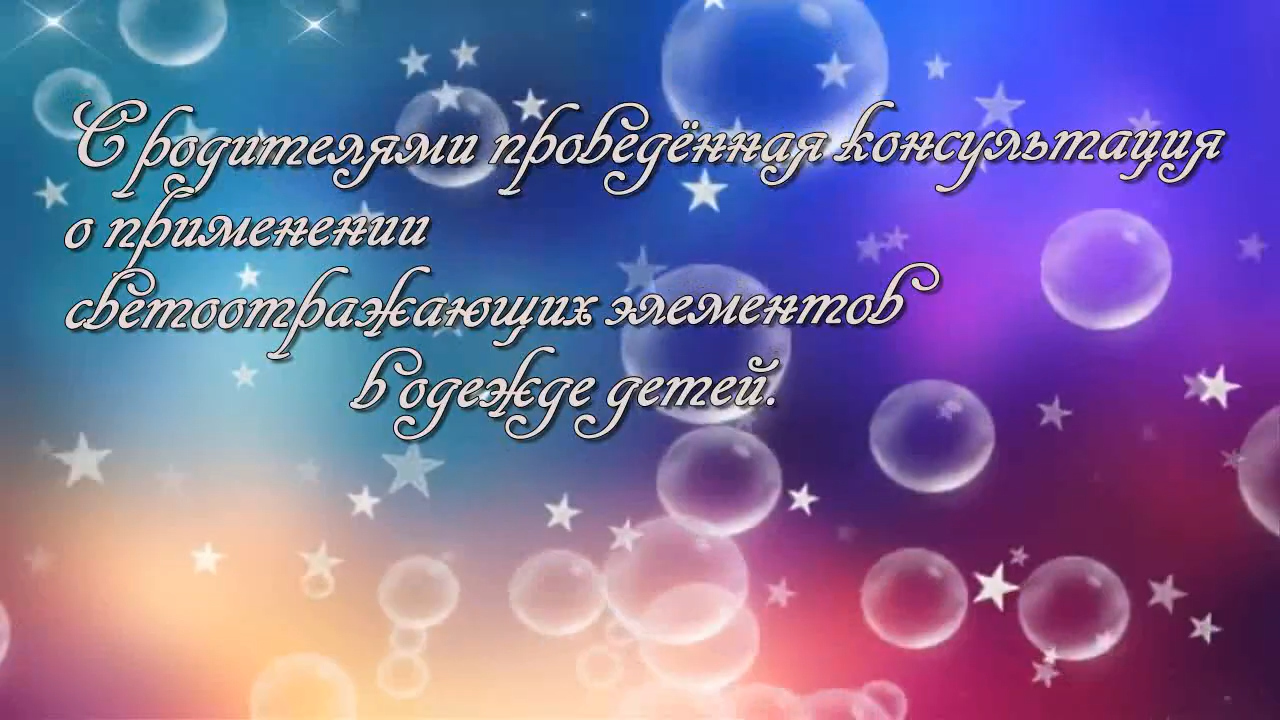 С родителями проведённая консультация
о применении
светоотражающих элементов
в одежде детей.